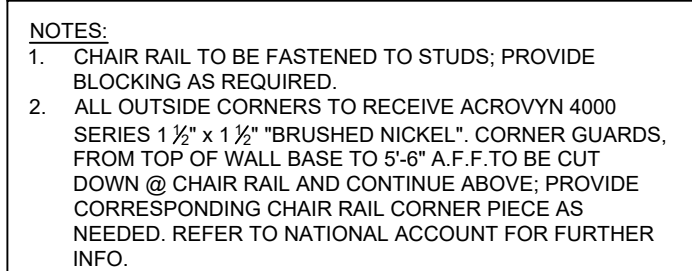 NOTES:
1. CHAIR RAIL TO BE FASTENED TO STUDS; PROVIDE
BLOCKING AS REQUIRED.
2. ALL OUTSIDE CORNERS TO RECEIVE ACROVYN 4000
SERIES 1 ½" x 1 ½" "BRUSHED NICKEL". CORNER GUARDS,
FROM TOP OF WALL BASE TO 5'-6" A.F.F.TO BE CUT
DOWN @ CHAIR RAIL AND CONTINUE ABOVE; PROVIDE
CORRESPONDING CHAIR RAIL CORNER PIECE AS
NEEDED. REFER TO NATIONAL ACCOUNT FOR FURTHER
INFO.